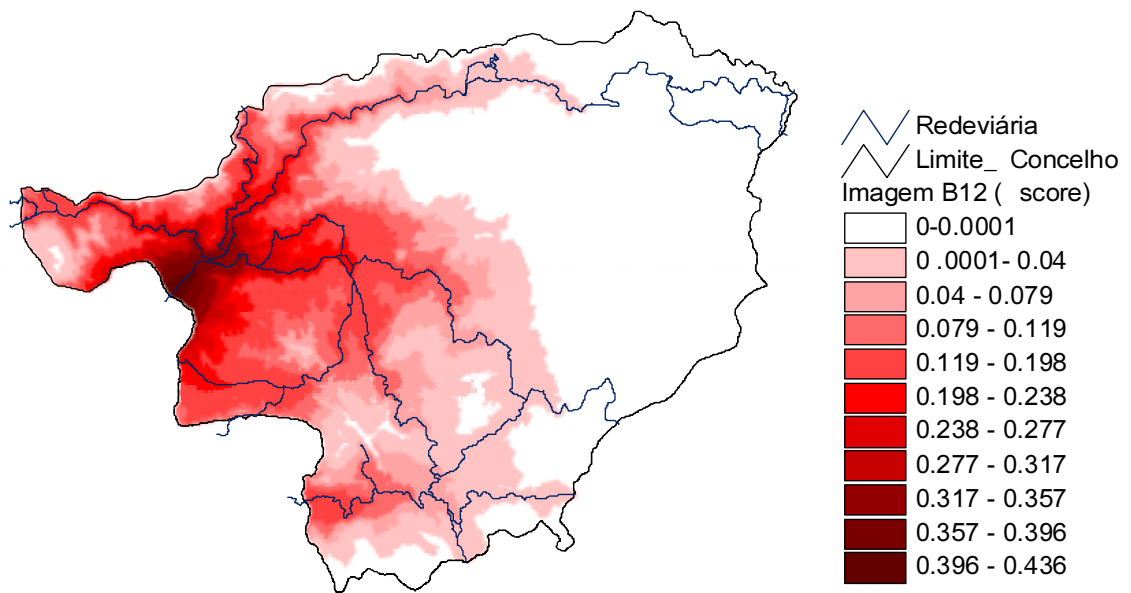 Redeviária
Limite_ Concelho
Imagem B12 ( score)
0-0.0001
0 .0001- 0.04
0.04 - 0.079
0.079 - 0.119
0.119 - 0.198
0.198 - 0.238
0.238 - 0.277
0.277 - 0.317
0.317 - 0.357
0.357 - 0.396
0.396 - 0.436